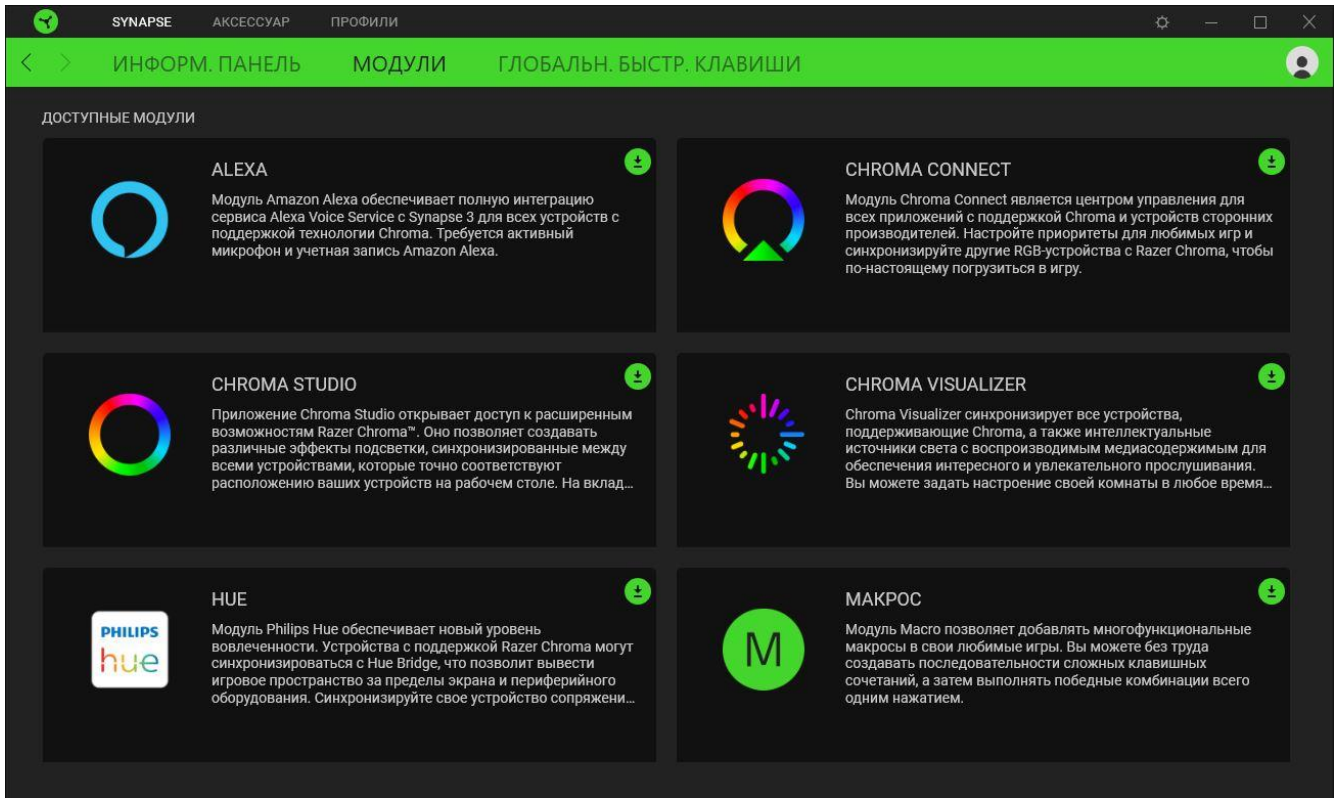 SYNAPSE АКСЕССУАР ПРОФИЛИ
ИНФОРМ. ПАНЕЛЬ МОДУЛИ ГЛОБАЛЬН. БЫСТР. КЛАВИШИ
ДОСТУПНЫЕ МОДУЛИ
ALEXA
Модуль Amazon Alexa обеспечивает полную интеграцию
сервиса Alexa Voice Service с Synapse 3 для всех устройств с
поддержкой технологии Chroma. Требуется активный
микрофон и учетная запись Amazon Alexa.
CHROMA CONNECT
Модуль Chroma Connect является центром управления для
всех приложений с поддержкой Chroma и устройств сторонних
производителей. Настройте приоритеты для любимых игр и
синхронизируйте другие RGB-устройства с Razer Chroma, чтобы
по-настоящему погрузиться в игру.
CHROMA STUDIO
Приложение Chroma Studio открывает доступ к расширенным
возможностям Razer Chroma™. Оно позволяет создавать
различные эффекты подсветки, синхронизированные между
всеми устройствами, которые точно соответствуют
расположению ваших устройств на рабочем столе. На вклад...
CHROMA VISUALIZER
Chroma Visualizer синхронизирует все устройства,
поддерживающие Chroma, а также интеллектуальные
источники света с воспроизводимым медиасодержимым для
обеспечения интересного и увлекательного прослушивания.
Вы можете задать настроение своей комнаты в любое время...
PHILIPS
hue
HUE
Модуль Philips Hue обеспечивает новый уровень
вовлеченности. Устройства с поддержкой Razer Chroma могут
синхронизироваться с Hue Bridge, что позволит вывести
игровое пространство за пределы экрана и периферийного
оборудования. Синхронизируйте свое устройство сопряжени...
M
МАКРОС
Модуль Macro позволяет добавлять многофункциональные
макросы в свои любимые игры. Вы можете без труда
создавать последовательности сложных клавишных
сочетаний, а затем выполнять победные комбинации всего
одним нажатием.